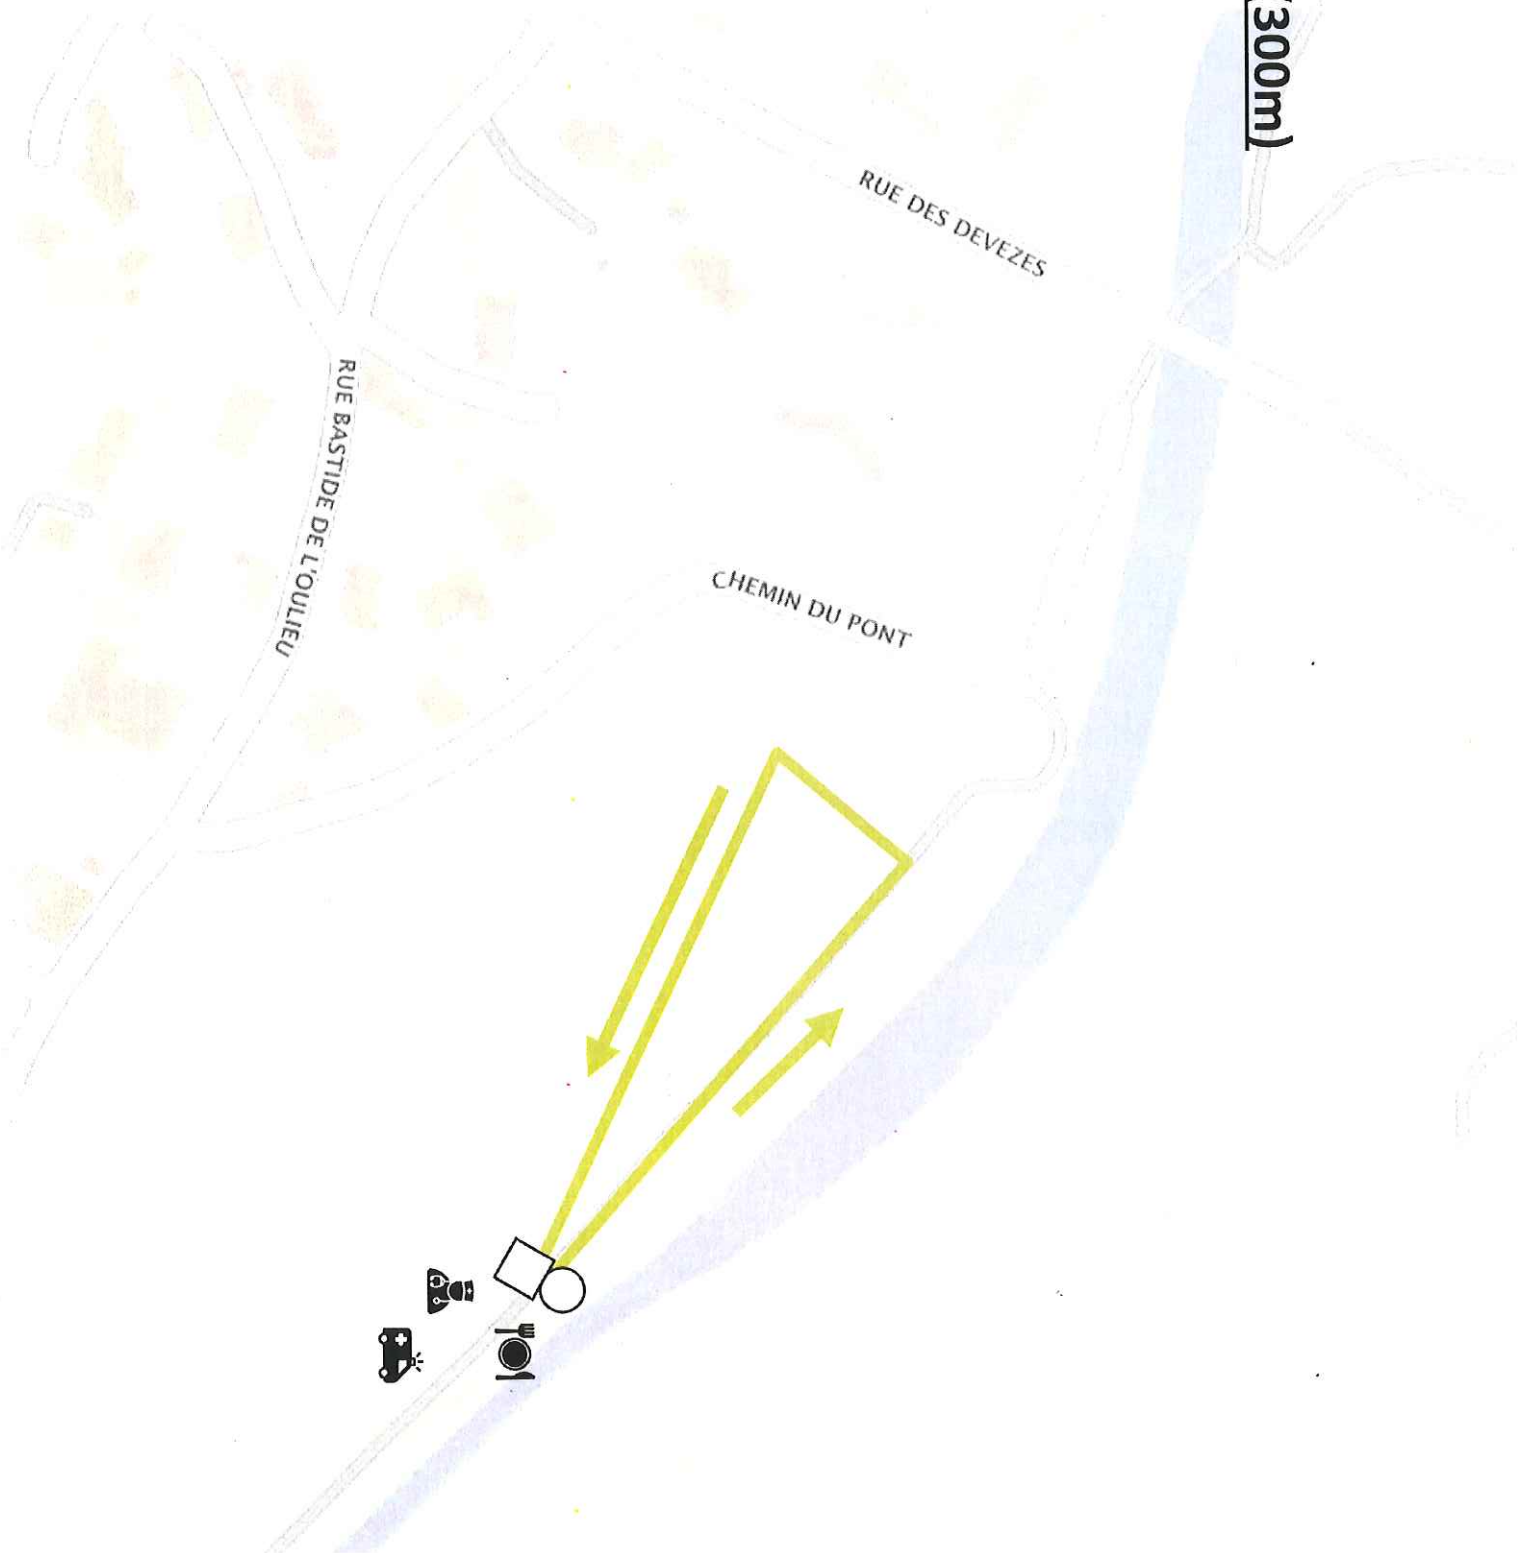 300m)
RUE DES DEVEZES
RUE BASTIDE DE L'OULIEU
CHEMIN DU PONT